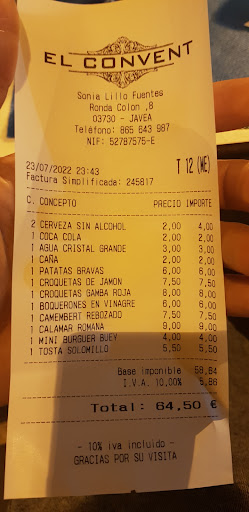 EL CONVENT
Sonia Lillo Fuentes
Ronda Colon ,8
03730 - JAVEA
Teléfono: 865 643 987
NIF: 52787575-E
23/07/2022 23:43 T 12 (ME)
Factura Simplificada: 245817
C. CONCEPTO PRECIO IMPORTE
2 CERVEZA SIN ALCOHOL 2,00 4,00
1 COCA COLA 2,00 2,00
1 AGUA CRISTAL GRANDE 3,00 3,00
1 CAÑA 2,00 2,00
1 PATATAS BRAVAS 6,00 6,00
1 CROQUETAS DE JAMON 7,50 7,50
1 CROQUETAS GAMBA ROJA 8,00 8,00
1 BOQUERONES EN VINAGRE 6,00 6,00
1 CAMEMBERT REBOZADO 7,50 7,50
1 CALAMAR ROMANA 9,00 9,00
1 MINI BURGUER BUEY 4,00 4,00
1 TOSTA SOLOMILLO 5,50 5,50
Base imponible 58,64
I.V.A. 10,00% 5,86
Total: 64,50 €
- 10% iva incluido -
GRACIAS POR SU VISITA